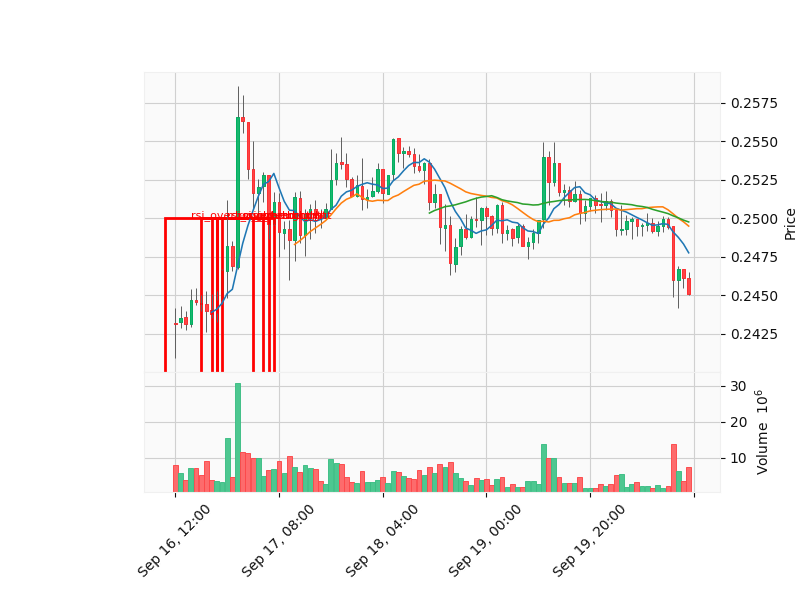 0.2575
0.2550
0.2525
0.2500
0.2475
0.2450
0.2425
Price
30
20
10
Volume 10⁶
Sep 16, 12:00
Sep 17, 08:00
Sep 18, 04:00
Sep 19, 00:00
Sep 19, 20:00